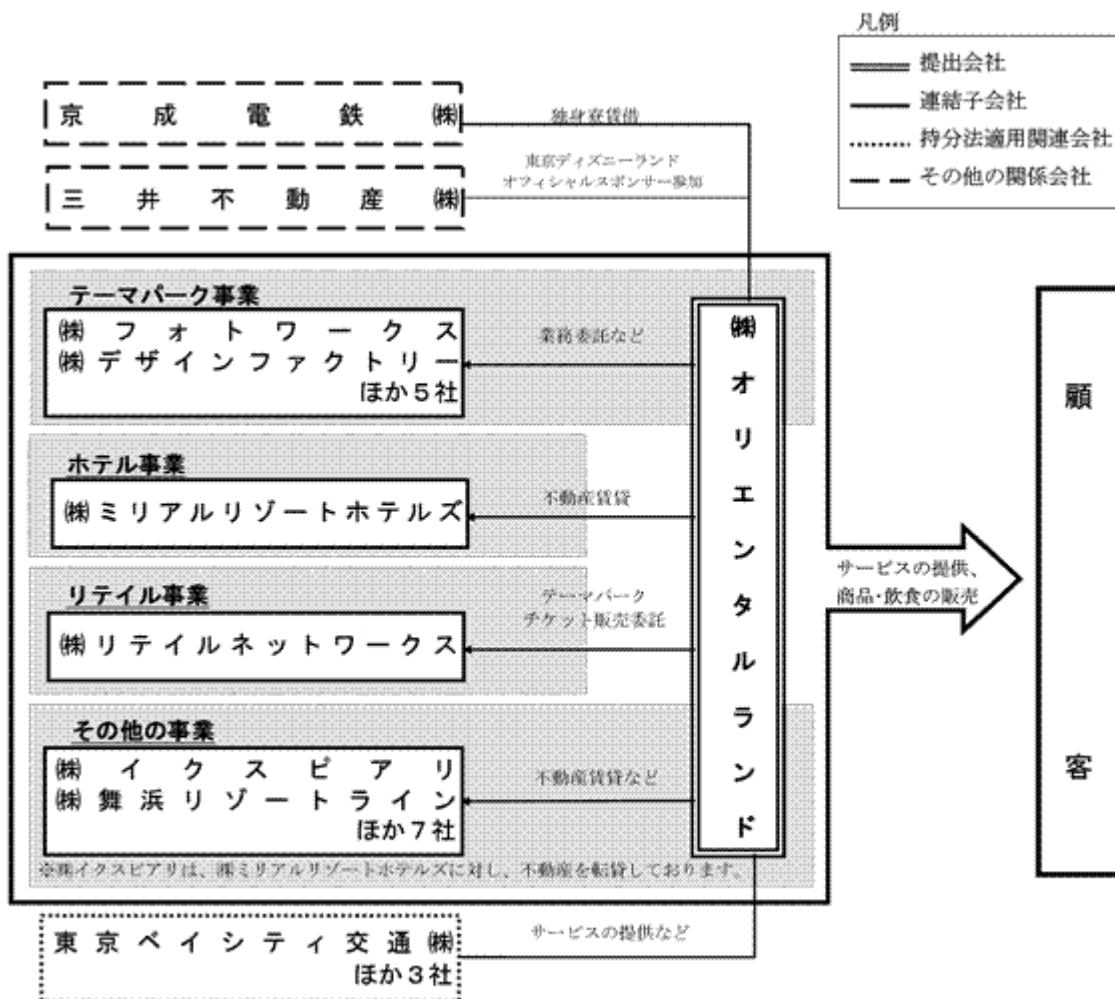 凡例
提出会社
連結子会社
持分法適用関連会社
その他の関係会社
京成電鉄㈱
独身寮賃借
三井不動産㈱
東京ディズニーランド
オフィシャルスポンサー参加
テーマパーク事業
㈱フォトワークス
㈱デザインファクトリー
ほか5社
業務委託など
ホテル事業
㈱ミリアルリゾートホテルズ
不動産賃貸
リテイル事業
㈱リテイルネットワークス
テーマパーク
チケット販売委託
その他の事業
㈱イクスピアリ
㈱舞浜リゾートライン
ほか7社
不動産賃貸など
※㈱イクスピアリは、㈱ミリアルリゾートホテルズに対し、不動産を転貸しております。
㈱オリエンタルランド
サービスの提供、
商品・飲食の販売
顧客
東京ベイシティ交通㈱
ほか3社
サービスの提供など